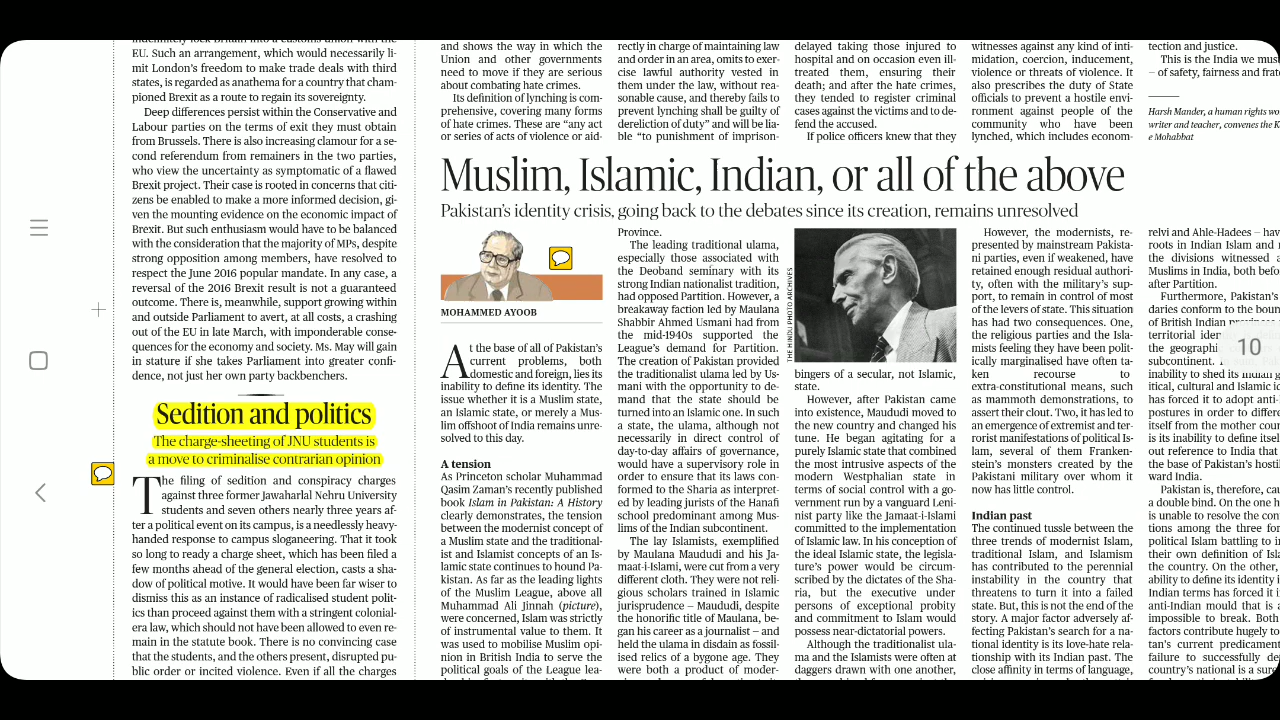 EU. Such an arrangement, which would necessarily li-
mit London's freedom to make trade deals with third
states, is regarded as anathema for a country that cham-
pioned Brexit as a route to regain its sovereignty.
Deep differences persist within the Conservative and
Labour parties on the terms of exit they must obtain
from Brussels. There is also increasing clamour for a se-
cond referendum from remainers in the two parties,
who view the uncertainty as symptomatic of a flawed
Brexit project. Their case is rooted in concerns that citi-
zens be enabled to make a more informed decision, gi-
ven the mounting evidence on the economic impact of
Brexit. But such enthusiasm would have to be balanced
with the consideration that the majority of MPs, despite
strong opposition among members, have resolved to
respect the June 2016 popular mandate. In any case, a
reversal of the 2016 Brexit result is not a guaranteed
outcome. There is, meanwhile, support growing within
and outside Parliament to avert, at all costs, a crashing
out of the EU in late March, with imponderable conse-
quences for the economy and society. Ms. May will gain
in stature if she takes Parliament into greater confi-
dence, not just her own party backbenchers.
Sedition and politics
The charge-sheeting of JNU students is
a move to criminalise contrarian opinion
The filing of sedition and conspiracy charges
against three former Jawaharlal Nehru University
students and seven others nearly three years af-
ter a political event on its campus, is a needlessly heavy-
handed response to campus sloganeering. That it took
so long to ready a charge sheet, which has been filed a
few months ahead of the general election, casts a sha-
dow of political motive. It would have been far wiser to
dismiss this as an instance of radicalised student polit-
ics than proceed against them with a stringent colonial-
era law, which should not have been allowed to even re-
main in the statute book. There is no convincing case
that the students, and the others present, disrupted pu-
blic order or incited violence. Even if all the charges
and shows the way in which the
Union and other governments
need to move if they are serious
about combating hate crimes.
Its definition of lynching is com-
prehensive, covering many forms
of hate crimes. These are "any act
or series of acts of violence or aid-
rectly in charge of maintaining law
and order in an area, omits to exer-
cise lawful authority vested in
them under the law, without rea-
sonable cause, and thereby fails to
prevent lynching shall be guilty of
dereliction of duty" and will be lia-
ble "to punishment of imprison-
delayed taking those injured to
hospital and on occasion even ill-
treated them, ensuring their
death; and after the hate crimes,
they tended to register criminal
cases against the victims and to de-
fend the accused.
If police officers knew that they
witnesses against any kind of inti-
midation, coercion, inducement,
violence or threats of violence. It
also prescribes the duty of State
officials to prevent a hostile envi-
ronment against people of the
community who have been
lynched, which includes econom-
tection and justice.
This is the India we mus
– of safety, fairness and frat
Harsh Mander, a human rights wo
writer and teacher, convenes the K
e Mohabbat
Muslim, Islamic, Indian, or all of the above
Pakistan's identity crisis, going back to the debates since its creation, remains unresolved
MOHAMMED AYOOB
At the base of all of Pakistan's
current problems, both
domestic and foreign, lies its
inability to define its identity. The
issue whether it is a Muslim state,
an Islamic state, or merely a Mus-
lim offshoot of India remains unre-
solved to this day.
A tension
As Princeton scholar Muhammad
Qasim Zaman's recently published
book Islam in Pakistan: A History
clearly demonstrates, the tension
between the modernist concept of
a Muslim state and the traditional-
ist and Islamist concepts of an Is-
lamic state continues to hound Pa-
kistan. As far as the leading lights
of the Muslim League, above all
Muhammad Ali Jinnah (picture),
were concerned, Islam was strictly
of instrumental value to them. It
was used to mobilise Muslim opi-
nion in British India to serve the
political goals of the League lea-
Province.
The leading traditional ulama,
especially those associated with
the Deoband seminary with its
strong Indian nationalist tradition,
had opposed Partition. However, a
breakaway faction led by Maulana
Shabbir Ahmed Usmani had from
the mid-1940s supported the
League's demand for Partition.
The creation of Pakistan provided
the traditionalist ulama led by Us-
mani with the opportunity to de-
mand that the state should be
turned into an Islamic one. In such
a state, the ulama, although not
necessarily in direct control of
day-to-day affairs of governance,
would have a supervisory role in
order to ensure that its laws con-
formed to the Sharia as interpret-
ed by leading jurists of the Hanafi
school predominant among Mus-
lims of the Indian subcontinent.
The lay Islamists, exemplified
by Maulana Maududi and his Ja-
maat-i-Islami, were cut from a very
different cloth. They were not reli-
gious scholars trained in Islamic
jurisprudence – Maududi, despite
the honorific title of Maulana, be-
gan his career as a journalist – and
held the ulama in disdain as fossil-
ised relics of a bygone age. They
were both a product of moder-
THE HINDU PHOTO ARCHIVES
bingers of a secular, not Islamic,
state.
However, after Pakistan came
into existence, Maududi moved to
the new country and changed his
tune. He began agitating for a
purely Islamic state that combined
the most intrusive aspects of the
modern Westphalian state in
terms of social control with a go-
vernment run by a vanguard Leni-
nist party like the Jamaat-i-Islami
committed to the implementation
of Islamic law. In his conception of
the ideal Islamic state, the legisla-
ture's power would be circum-
scribed by the dictates of the Sha-
ria, but the executive under
persons of exceptional probity
and commitment to Islam would
possess near-dictatorial powers.
Although the traditionalist ula-
ma and the Islamists were often at
daggers drawn with one another,
However, the modernists, re-
presented by mainstream Pakista-
ni parties, even if weakened, have
retained enough residual authori-
ty, often with the military's sup-
port, to remain in control of most
of the levers of state. This situation
has had two consequences. One,
the religious parties and the Isla-
mists feeling they have been polit-
ically marginalised have often ta-
ken recourse to
extra-constitutional means, such
as mammoth demonstrations, to
assert their clout. Two, it has led to
an emergence of extremist and ter-
rorist manifestations of political Is-
lam, several of them Franken-
stein's monsters created by the
Pakistani military over whom it
now has little control.
Indian past
The continued tussle between the
three trends of modernist Islam,
traditional Islam, and Islamism
has contributed to the perennial
instability in the country that
threatens to turn it into a failed
state. But, this is not the end of the
story. A major factor adversely af-
fecting Pakistan's search for a na-
tional identity is its love-hate rela-
tionship with its Indian past. The
close affinity in terms of language,
relvi and Ahle-Hadees – hav
roots in Indian Islam and
the divisions witnessed a
Muslims in India, both befo
after Partition.
Furthermore, Pakistan's
daries conform to the
of British Indian
territorial
the geographi
subcontinent.
inability to shed its
itical, cultural and Islamic i
has forced it to adopt anti-
postures in order to differe
itself from the mother cou
is its inability to define itsel
out reference to India that
the base of Pakistan's hostil
ward India.
Pakistan is, therefore, cau
a double bind. On the one h
is unable to resolve the con
tions among the three for
political Islam battling to i
their own definition of Isl
the country. On the other,
ability to define its identity i
Indian terms has forced it i
anti-Indian mould that is a
impossible to break. Both
factors contribute hugely to
tan's current predicament
failure to successfully de
country's national is a sur
10